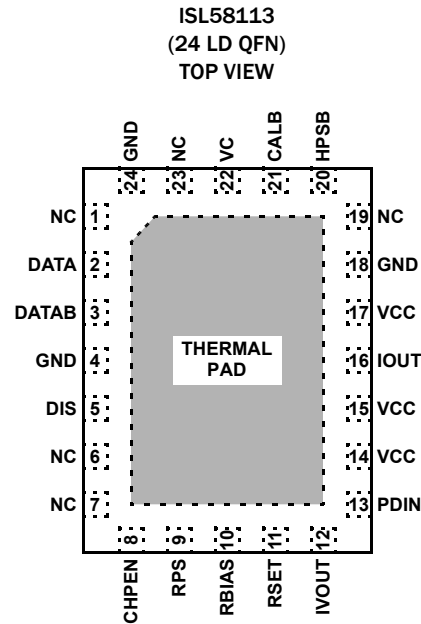 ISL58113
(24 LD QFN)
TOP VIEW
GND
NC
VC
CALB
HPSB
24
23
22
21
20
NC 1
DATA 2
DATAB 3
GND 4
DIS 5
NC 6
NC 7
THERMAL
PAD
19 NC
18 GND
17 VCC
16 IOUT
15 VCC
14 VCC
13 PDIN
8
9
10
11
12
CHPEN
RPS
RBIAS
RSET
IVOUT